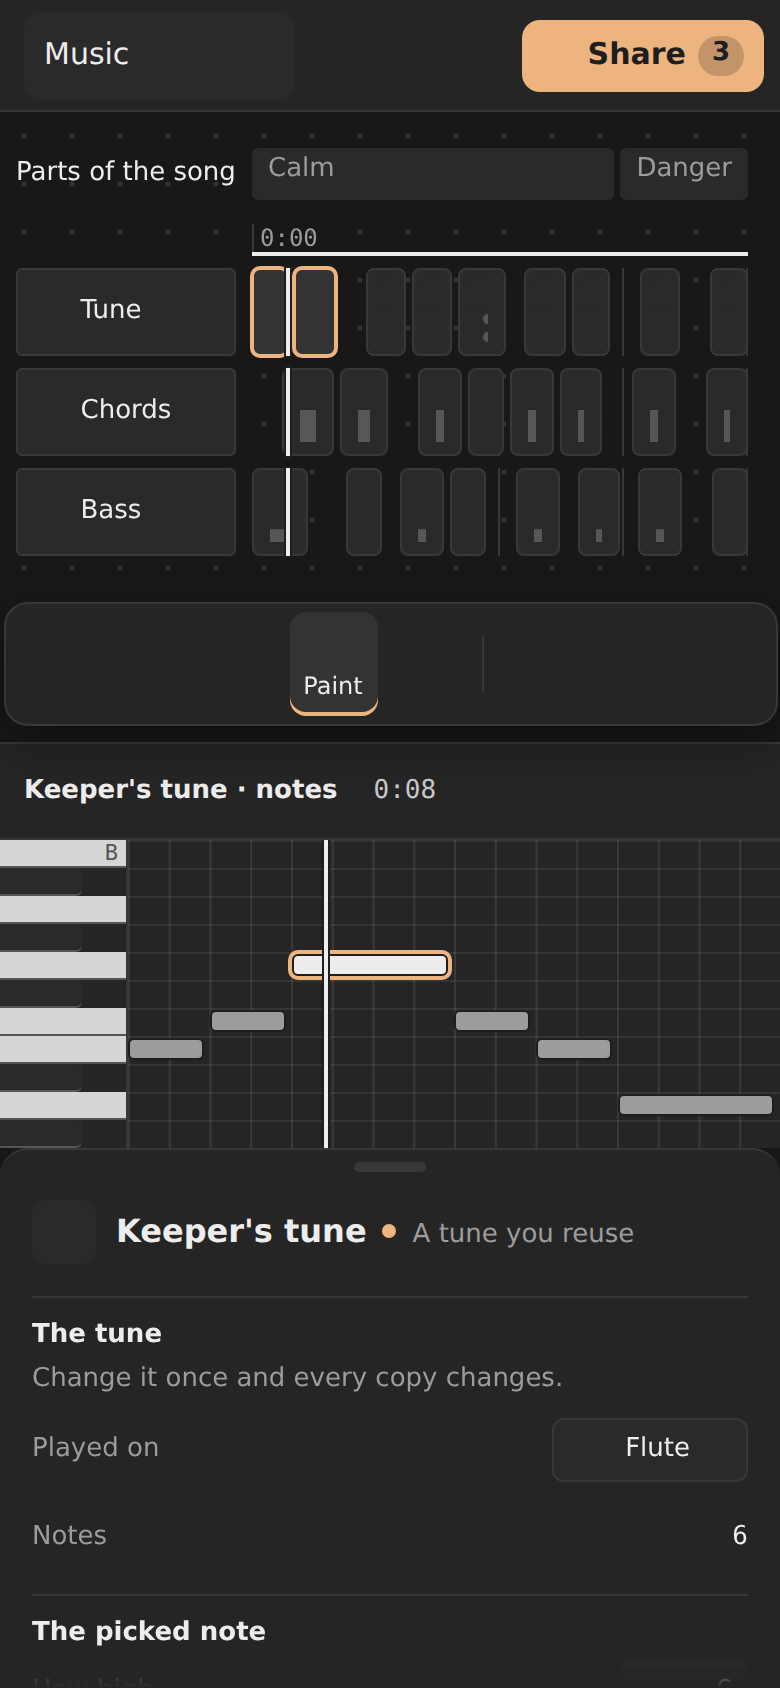 Music
Share 3
Parts of the song
Calm
Danger
0:00
Tune
Chords
Bass
Paint
Keeper's tune · notes 0:08
B
Keeper's tune
A tune you reuse
The tune
Change it once and every copy changes.
Played on
Flute
Notes
6
The picked note